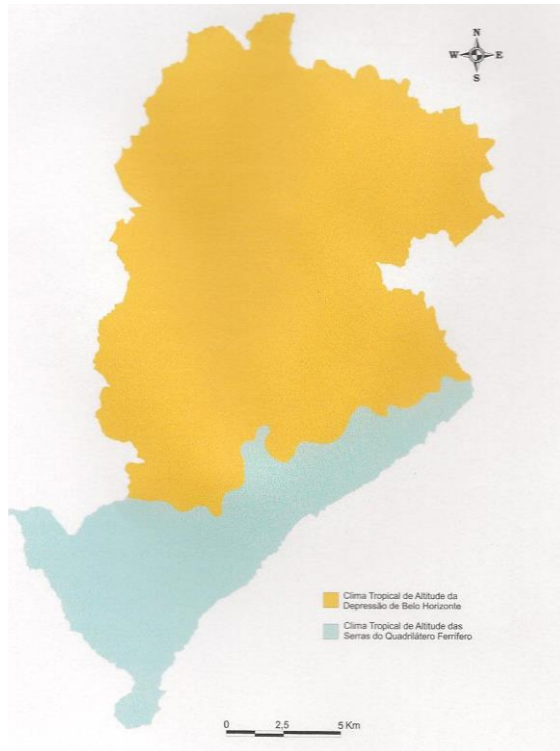 N
W E
S
Clima Tropical de Altitude da
Depressão de Belo Horizonte
Clima Tropical de Altitude das
Serras do Quadrilátero Ferrífero
0 2,5 5 Km